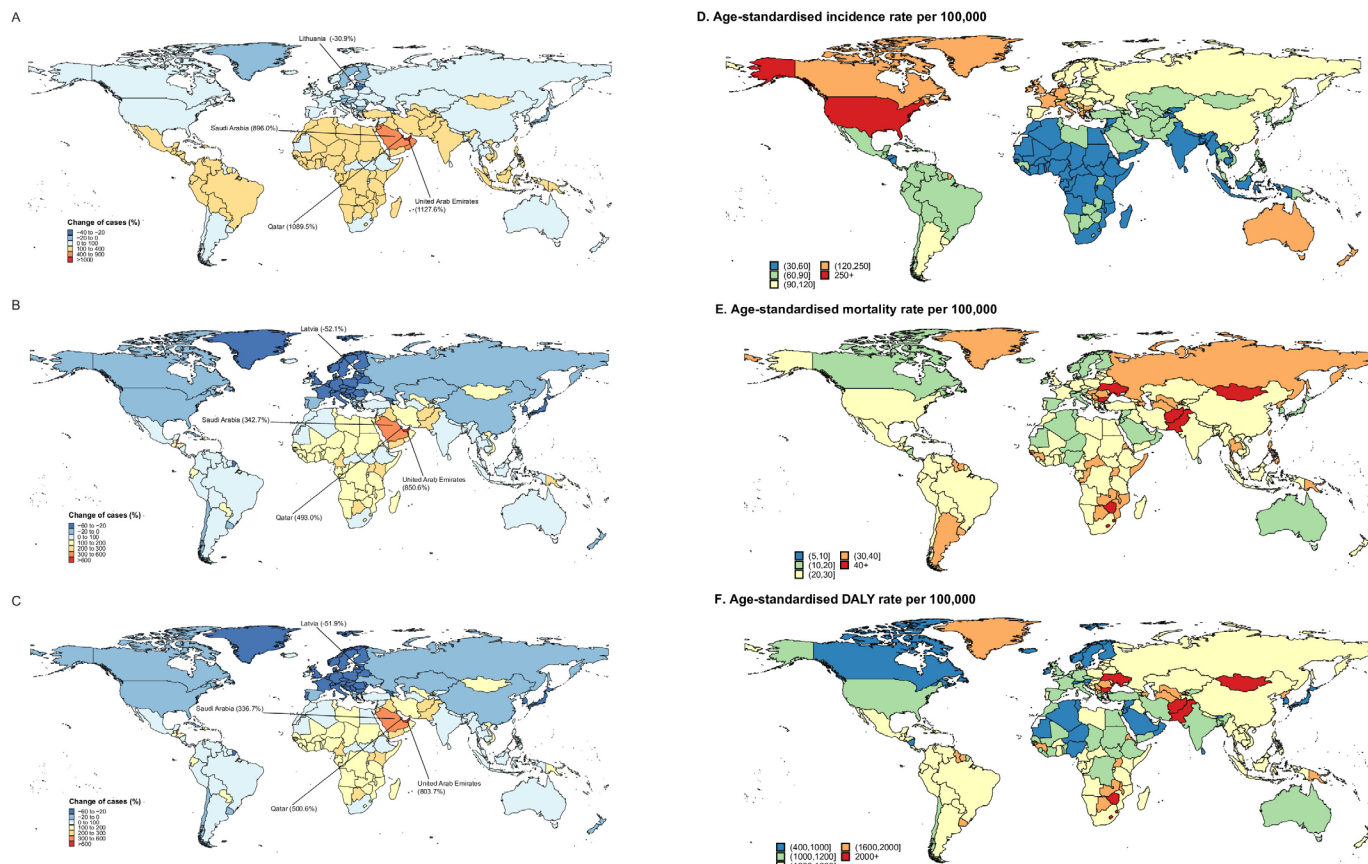 A
Lithuania (-30.9%)
Saudi Arabia (896.0%)
United Arab Emirates
(1127.6%)
Qatar (1089.5%)
Change of cases (%)
−40 to −20
−20 to 0
0 to 100
100 to 400
400 to 900
>1000
B
Latvia (-52.1%)
Saudi Arabia (342.7%)
United Arab Emirates
(850.6%)
Qatar (493.0%)
Change of cases (%)
−60 to −20
−20 to 0
0 to 100
100 to 200
200 to 300
300 to 600
>600
C
Latvia (-51.9%)
Saudi Arabia (336.7%)
United Arab Emirates
(803.7%)
Qatar (500.6%)
Change of cases (%)
−60 to −20
−20 to 0
0 to 100
100 to 200
200 to 300
300 to 600
>600
D. Age-standardised incidence rate per 100,000
(30,60]
(60,90]
(90,120]
(120,250]
250+
E. Age-standardised mortality rate per 100,000
(5,10]
(10,20]
(20,30]
(30,40]
40+
F. Age-standardised DALY rate per 100,000
(400,1000]
(1000,1200]
(1600,2000]
2000+